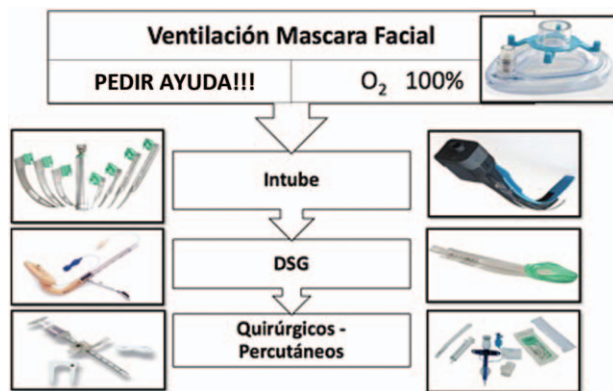 Ventilación Mascara Facial
PEDIR AYUDA!!!
O₂ 100%
Intube
DSG
Quirúrgicos -
Percutáneos